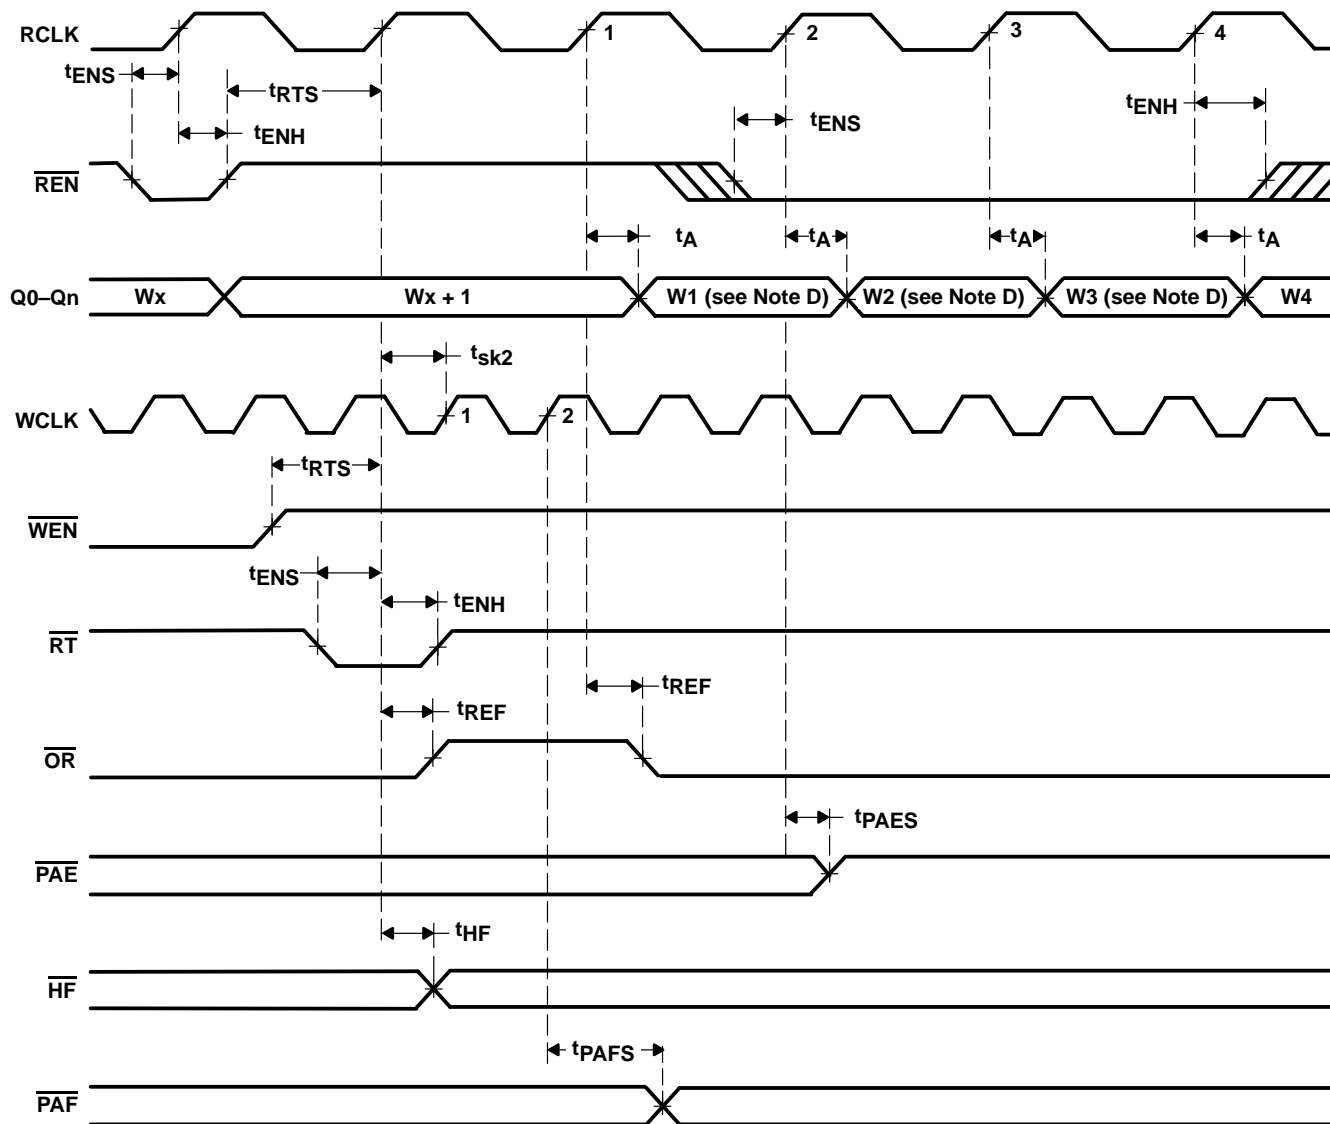 RCLK 1 2 3 4
tENS tRTS tENH tENS tENH
REN
tA tA tA tA
Q0–Qn Wx Wx + 1 W1 (see Note D) W2 (see Note D) W3 (see Note D) W4
tsk2
WCLK 1 2
tRTS
WEN
tENS tENH
RT
tREF tREF
OR
tPAES
PAE
tHF
HF
tPAFS
PAF